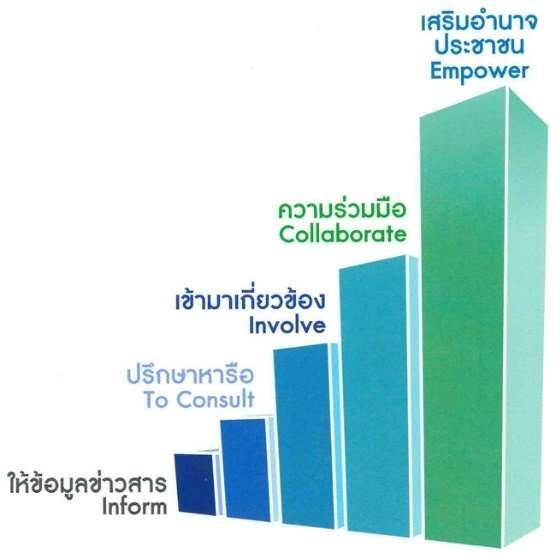 เสริมอำนาจ
ประชาชน
Empower
ความร่วมมือ
Collaborate
เข้ามาเกี่ยวข้อง
Involve
ปรึกษาหารือ
To Consult
ให้ข้อมูลข่าวสาร
Inform